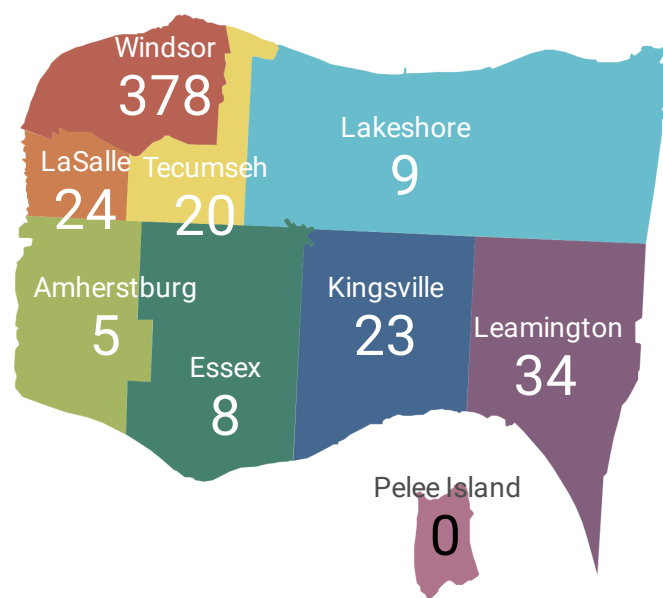 Windsor
378
Lakeshore
9
LaSalle
24
Tecumseh
20
Amherstburg
5
Essex
8
Kingsville
23
Leamington
34
Pelee Island
0